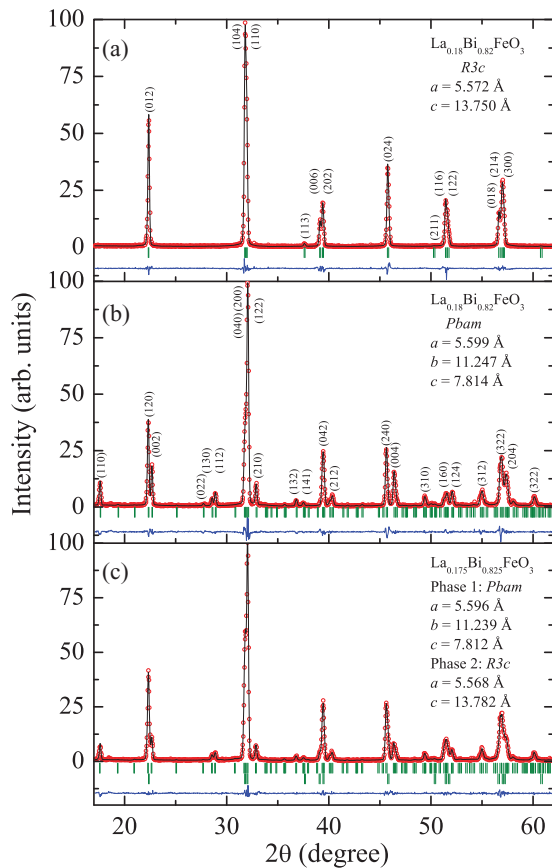 (a)
La0.18Bi0.82FeO3
R3c
a = 5.572 Å
c = 13.750 Å
(012)
(104)
(110)
(113)
(006)
(202)
(024)
(211)
(116)
(122)
(018)
(214)
(300)
100
75
50
25
0
(b)
La0.18Bi0.82FeO3
Pbam
a = 5.599 Å
b = 11.247 Å
c = 7.814 Å
(110)
(120)
(002)
(022)
(130)
(112)
(040)
(200)
(122)
(210)
(132)
(141)
(042)
(212)
(240)
(004)
(310)
(160)
(124)
(312)
(322)
(204)
(322)
100
75
50
25
0
(c)
La0.175Bi0.825FeO3
Phase 1: Pbam
a = 5.596 Å
b = 11.239 Å
c = 7.812 Å
Phase 2: R3c
a = 5.568 Å
c = 13.782 Å
100
75
50
25
0
Intensity (arb. units)
20
30
40
50
60
2θ (degree)